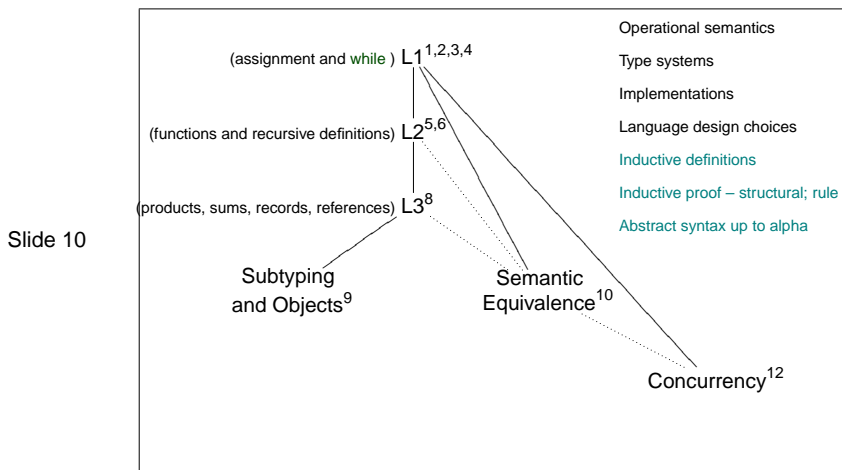 Slide 10
(assignment and while ) L1^1,2,3,4
(functions and recursive definitions) L2^5,6
(products, sums, records, references) L3^8
Subtyping
and Objects^9
Semantic
Equivalence^10
Concurrency^12
Operational semantics
Type systems
Implementations
Language design choices
Inductive definitions
Inductive proof – structural; rule
Abstract syntax up to alpha